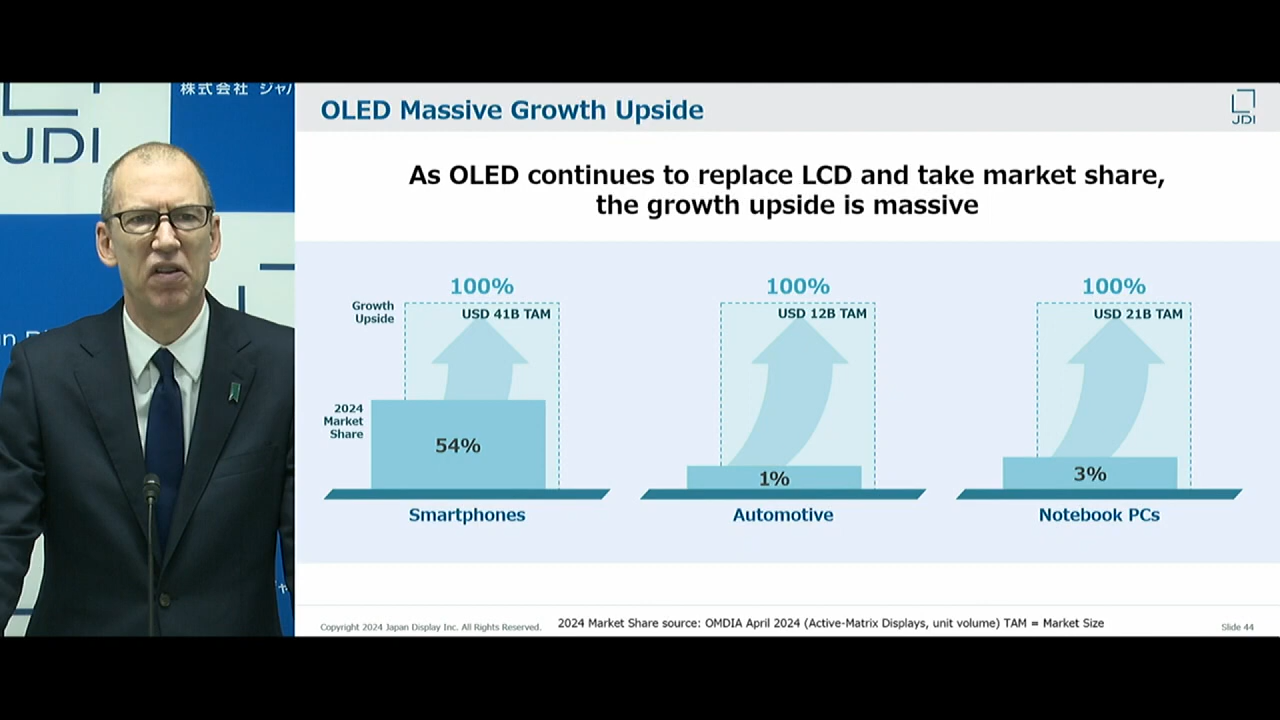 株式会社 ジャパ
JDI
OLED Massive Growth Upside
JDI
As OLED continues to replace LCD and take market share,
the growth upside is massive
Growth
Upside
100%
USD 41B TAM
100%
USD 12B TAM
100%
USD 21B TAM
2024
Market
Share
54%
1%
3%
Smartphones
Automotive
Notebook PCs
Copyright 2024 Japan Display Inc. All Rights Reserved.
2024 Market Share source: OMDIA April 2024 (Active-Matrix Displays, unit volume) TAM = Market Size
Slide 44